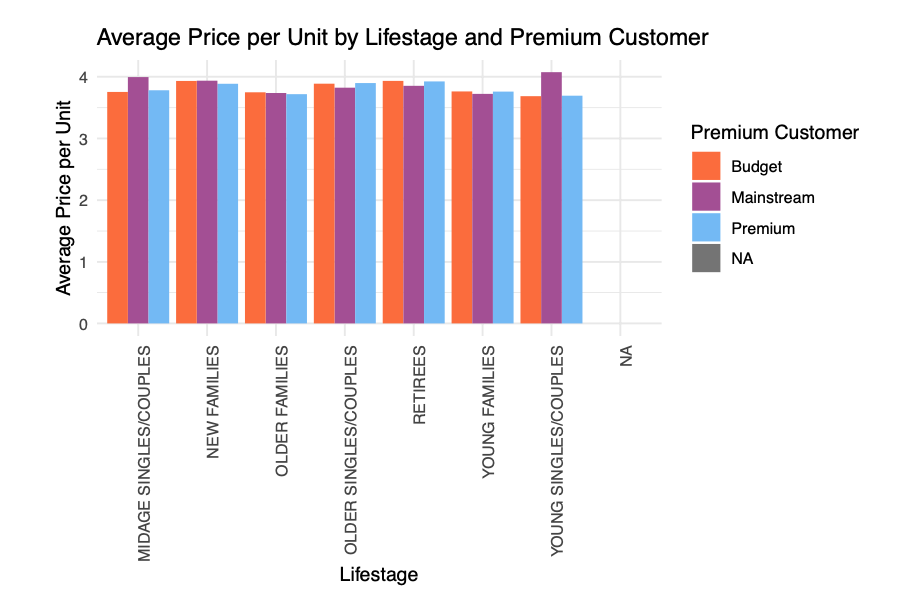 Average Price per Unit by Lifestage and Premium Customer
Average Price per Unit
4
3
2
1
0
MIDAGE SINGLES/COUPLES
NEW FAMILIES
OLDER FAMILIES
OLDER SINGLES/COUPLES
RETIREES
YOUNG FAMILIES
YOUNG SINGLES/COUPLES
NA
Lifestage
Premium Customer
Budget
Mainstream
Premium
NA